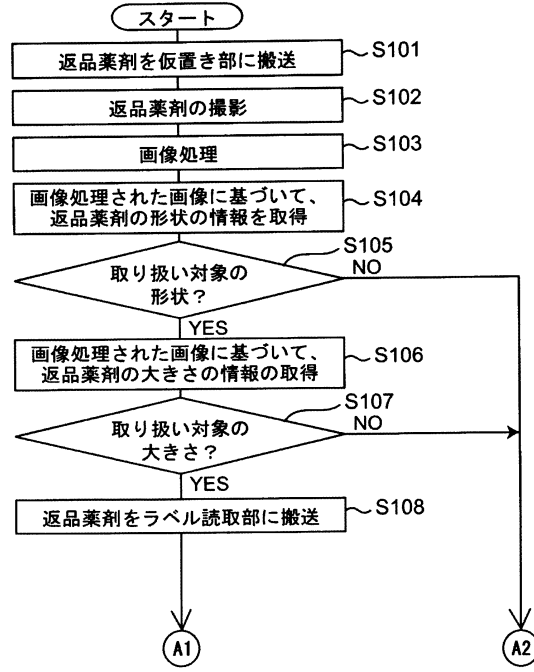 スタート
返品薬剤を仮置き部に搬送
S101
返品薬剤の撮影
S102
画像処理
S103
画像処理された画像に基づいて、
返品薬剤の形状の情報を取得
S104
取り扱い対象の
形状?
S105
NO
YES
画像処理された画像に基づいて、
返品薬剤の大きさの情報の取得
S106
取り扱い対象の
大きさ?
S107
NO
YES
返品薬剤をラベル読取部に搬送
S108
A1
A2